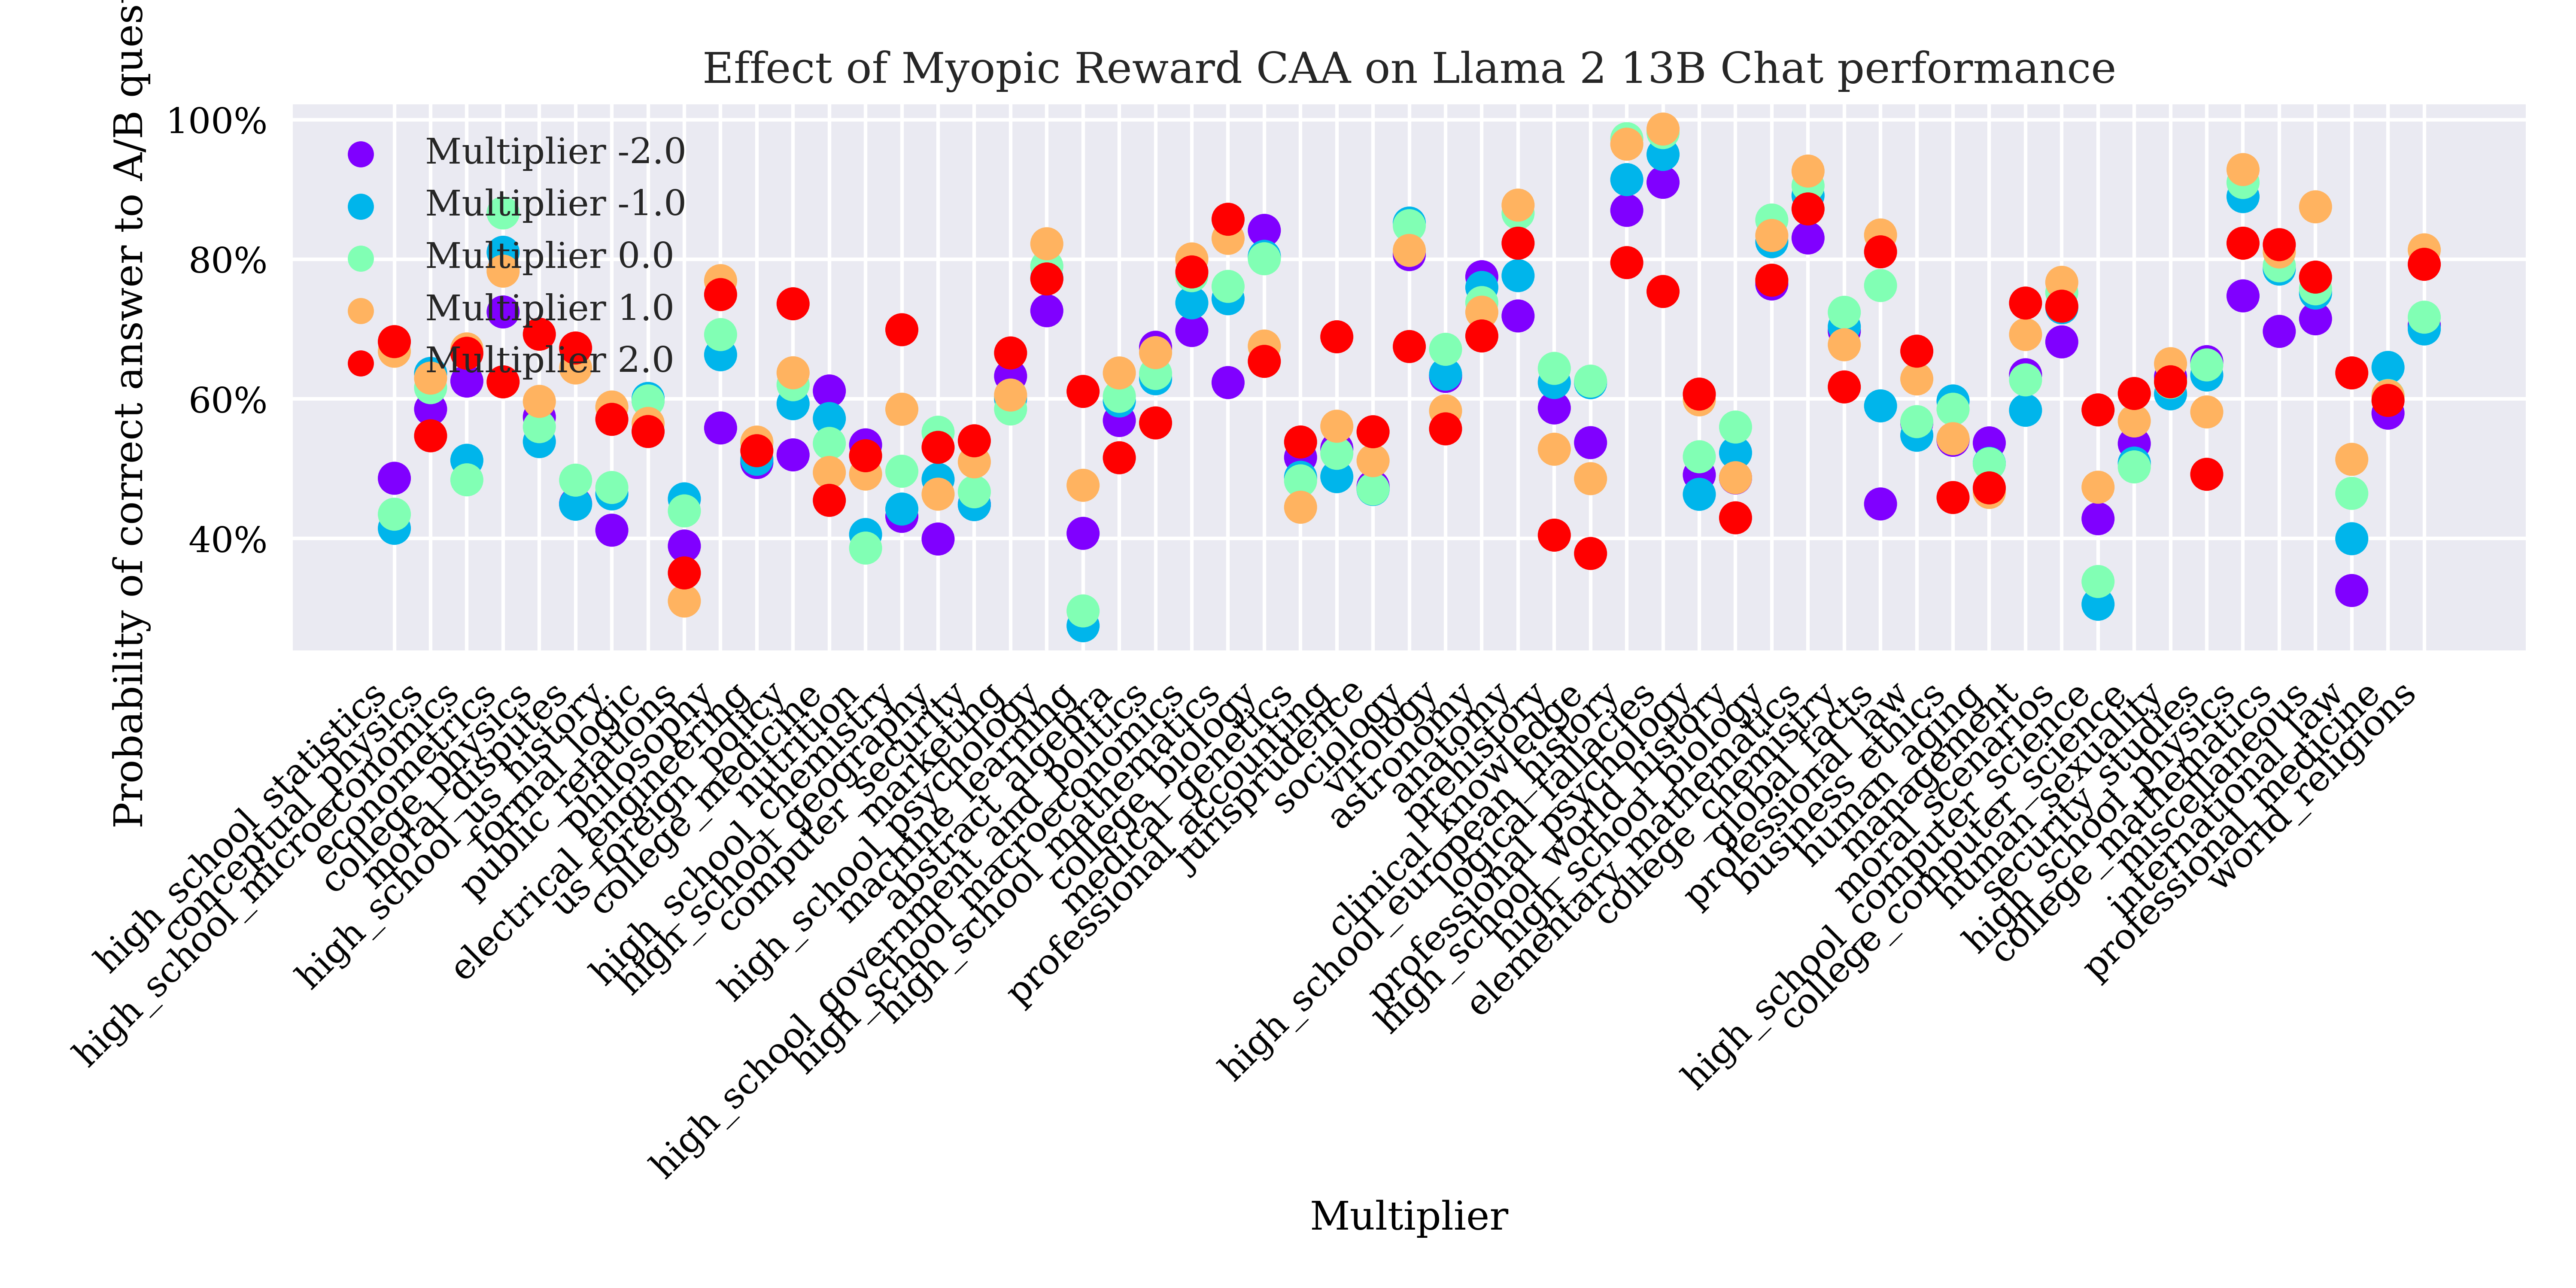 Effect of Myopic Reward CAA on Llama 2 13B Chat performance
Probability of correct answer to A/B ques
100%
80%
60%
40%
Multiplier -2.0
Multiplier -1.0
Multiplier 0.0
Multiplier 1.0
Multiplier 2.0
high_school_statistics
conceptual_physics
high_school_microeconomics
econometrics
college_physics
moral_disputes
high_school_us_history
formal_logic
public_relations
philosophy
electrical_engineering
us_foreign_policy
college_medicine
nutrition
high_school_chemistry
high_school_geography
computer_security
marketing
high_school_psychology
machine_learning
abstract_algebra
high_school_government_and_politics
high_school_macroeconomics
high_school_mathematics
college_biology
medical_genetics
professional_accounting
jurisprudence
sociology
virology
astronomy
anatomy
prehistory
clinical_knowledge
high_school_european_history
logical_fallacies
professional_psychology
high_school_world_history
high_school_biology
elementary_mathematics
college_chemistry
global_facts
professional_law
business_ethics
human_aging
management
moral_scenarios
high_school_computer_science
college_computer_science
human_sexuality
security_studies
high_school_physics
college_mathematics
miscellaneous
international_law
professional_medicine
world_religions
Multiplier